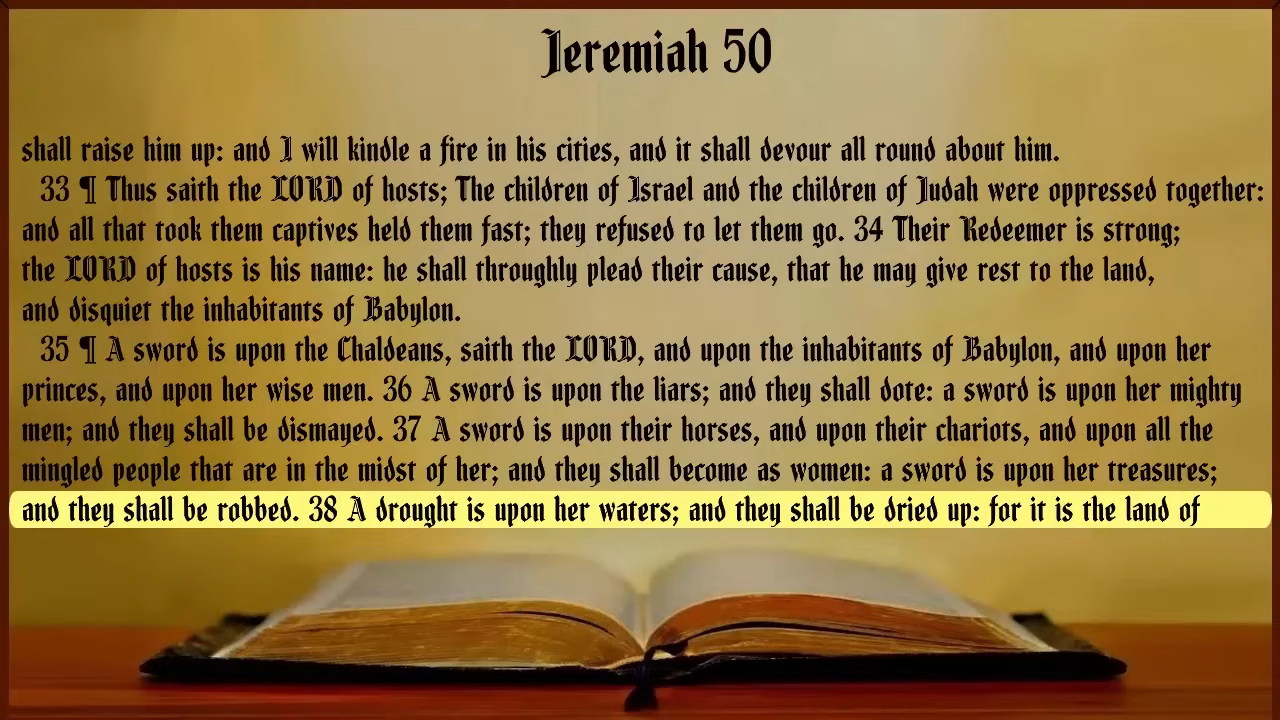 Jeremiah 50
shall raise him up: and I will kindle a fire in his cities, and it shall devour all round about him.
33 ¶ Thus saith the LORD of hosts; The children of Israel and the children of Judah were oppressed together:
and all that took them captives held them fast; they refused to let them go. 34 Their Redeemer is strong;
the LORD of hosts is his name: he shall throughly plead their cause, that he may give rest to the land,
and disquiet the inhabitants of Babylon.
35 ¶ A sword is upon the Chaldeans, saith the LORD, and upon the inhabitants of Babylon, and upon her
princes, and upon her wise men. 36 A sword is upon the liars; and they shall dote: a sword is upon her mighty
men; and they shall be dismayed. 37 A sword is upon their horses, and upon their chariots, and upon all the
mingled people that are in the midst of her; and they shall become as women: a sword is upon her treasures;
and they shall be robbed. 38 A drought is upon her waters; and they shall be dried up: for it is the land of